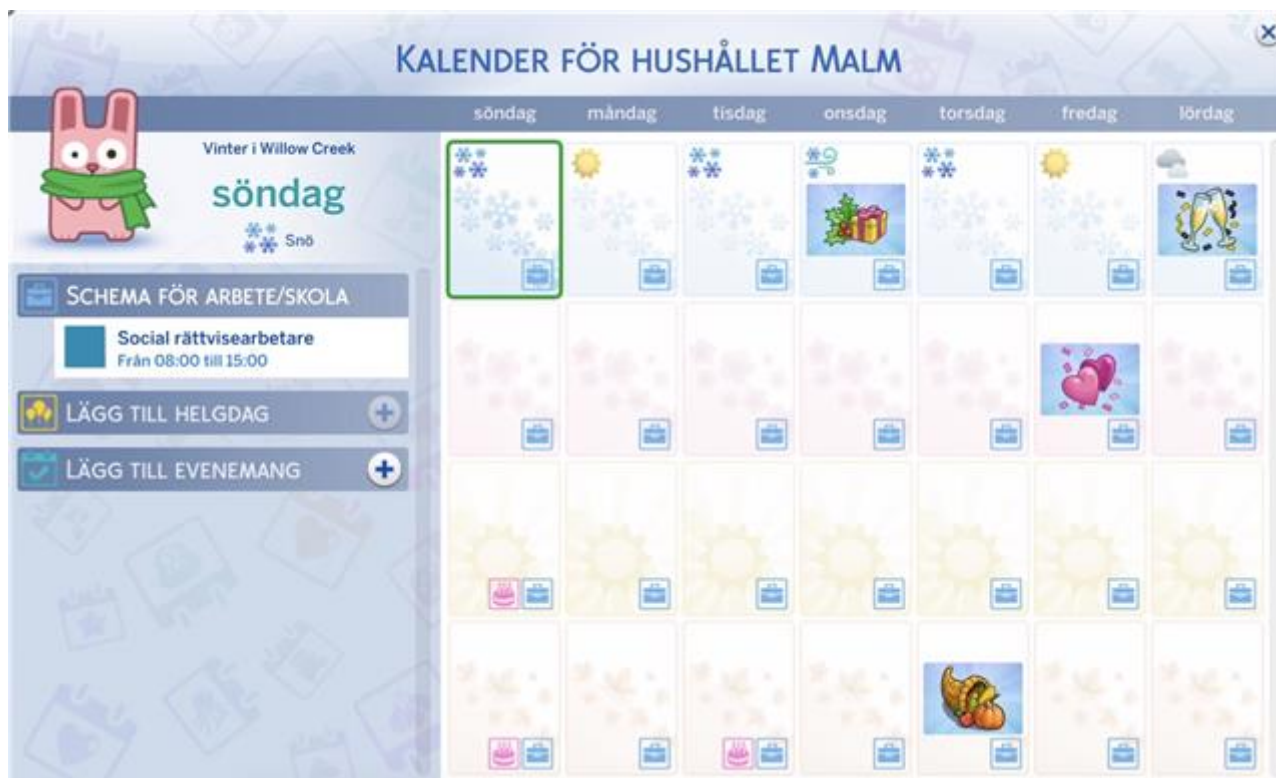 KALENDER FÖR HUSHÅLLET MALM
söndag måndag tisdag onsdag torsdag fredag lördag
Vinter i Willow Creek
söndag
Snö
SCHEMA FÖR ARBETE/SKOLA
Social rättvisearbetare
Från 08:00 till 15:00
LÄGG TILL HELGDAG
LÄGG TILL EVENEMANG